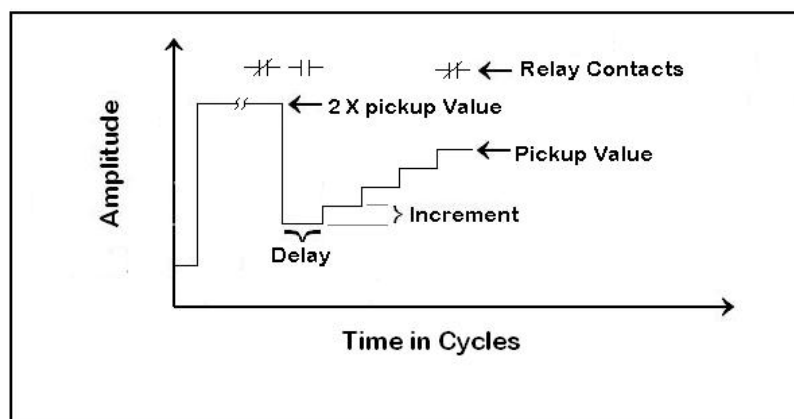 Relay Contacts
2 X pickup Value
Pickup Value
Increment
Delay
Amplitude
Time in Cycles